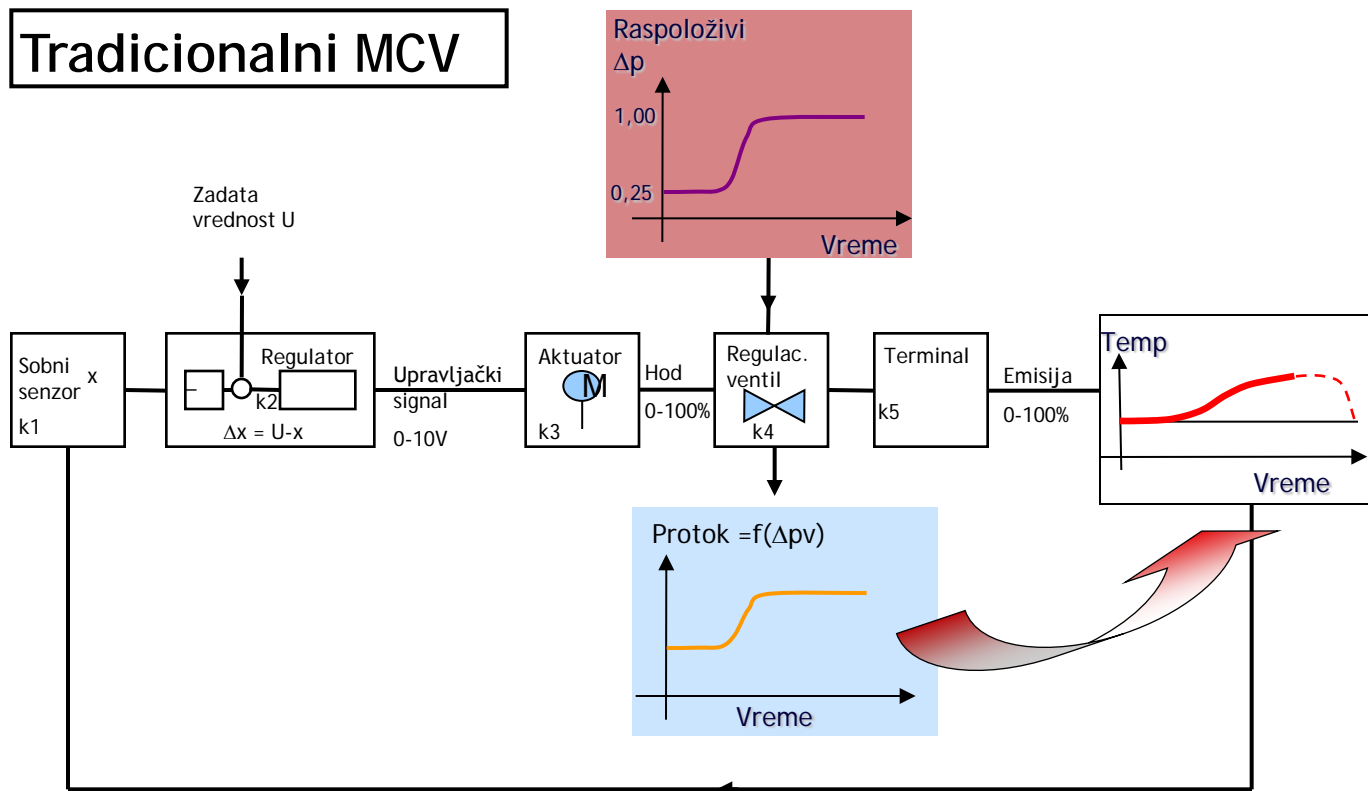 Tradicionalni MCV
Raspoloživi
Δp
1,00
0,25
Vreme
Zadata
vrednost U
Sobni
senzor
x
k1
Regulator
k2
Δx = U-x
Upravljački
signal
0-10V
Aktuator
M
k3
Hod
0-100%
Regulac.
ventil
k4
Terminal
k5
Emisija
0-100%
Temp
Vreme
Protok =f(Δpv)
Vreme